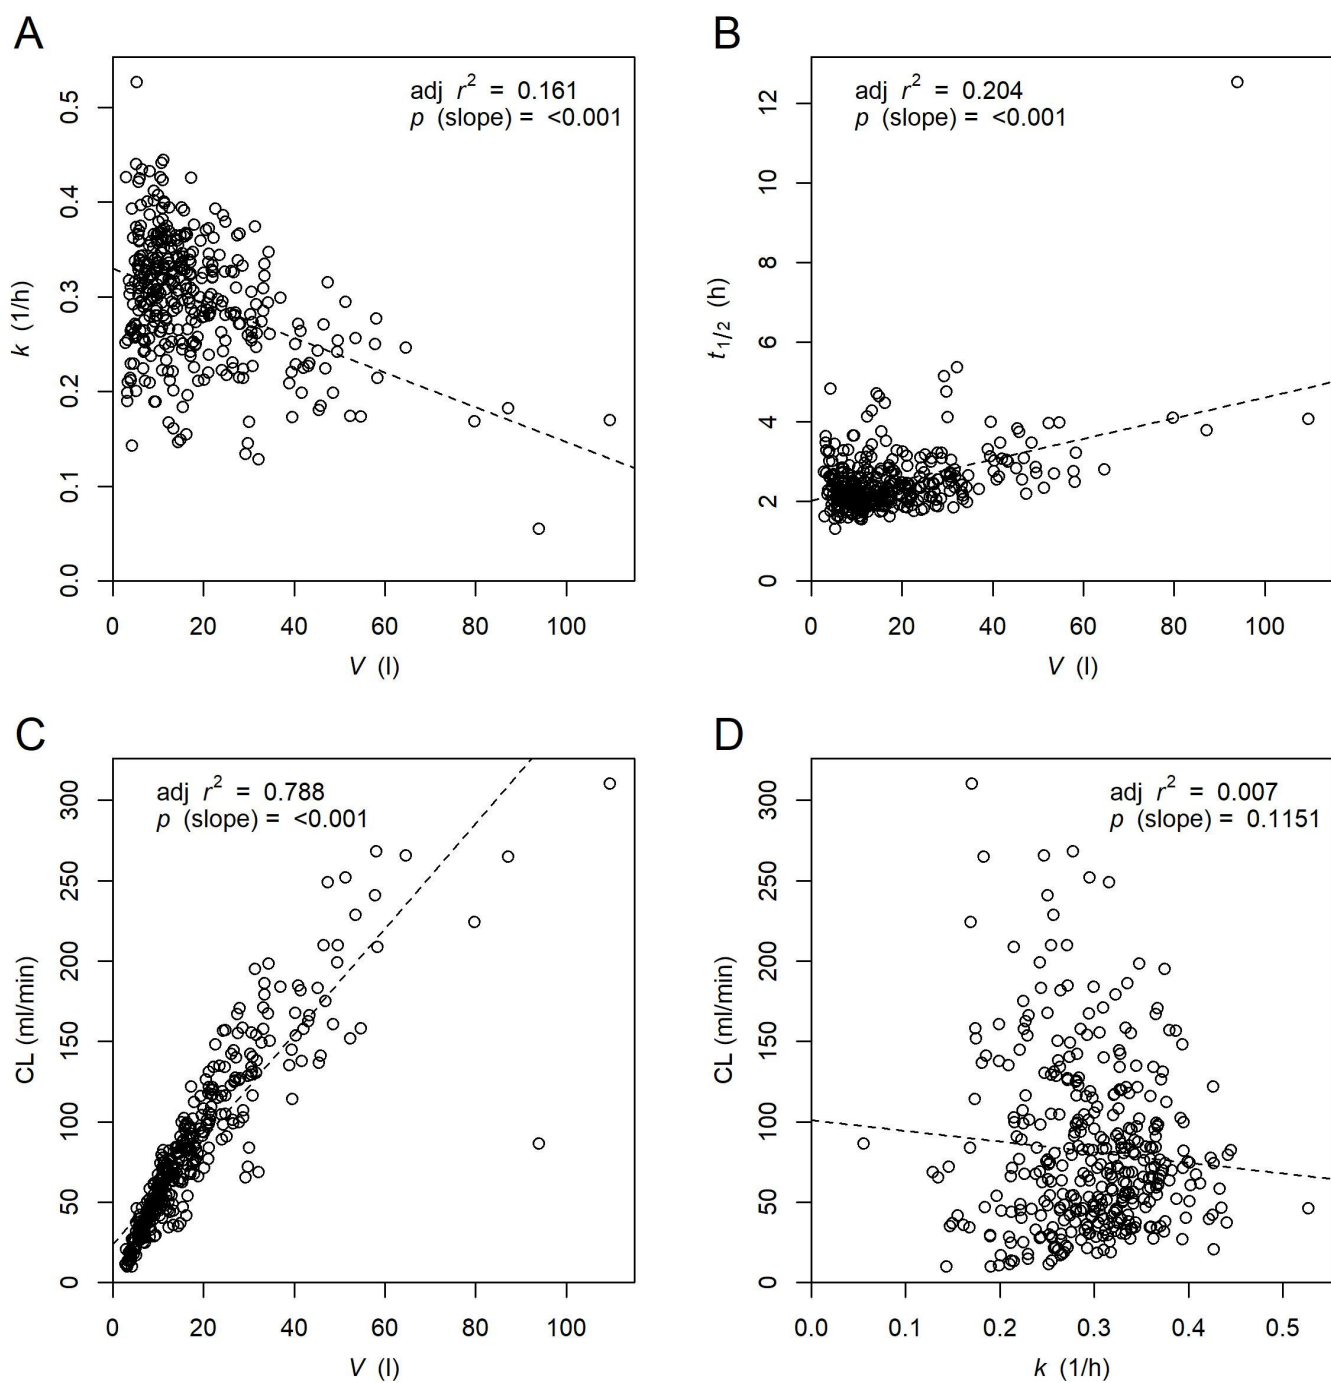 A
adj r² = 0.161
p (slope) = <0.001
0.5
0.4
0.3
0.2
0.1
0.0
k (1/h)
0 20 40 60 80 100
V (l)
B
adj r² = 0.204
p (slope) = <0.001
12
10
8
6
4
2
0
t1/2 (h)
0 20 40 60 80 100
V (l)
C
adj r² = 0.788
p (slope) = <0.001
300
250
200
150
100
50
0
CL (ml/min)
0 20 40 60 80 100
V (l)
D
adj r² = 0.007
p (slope) = 0.1151
300
250
200
150
100
50
0
CL (ml/min)
0.0 0.1 0.2 0.3 0.4 0.5
k (1/h)